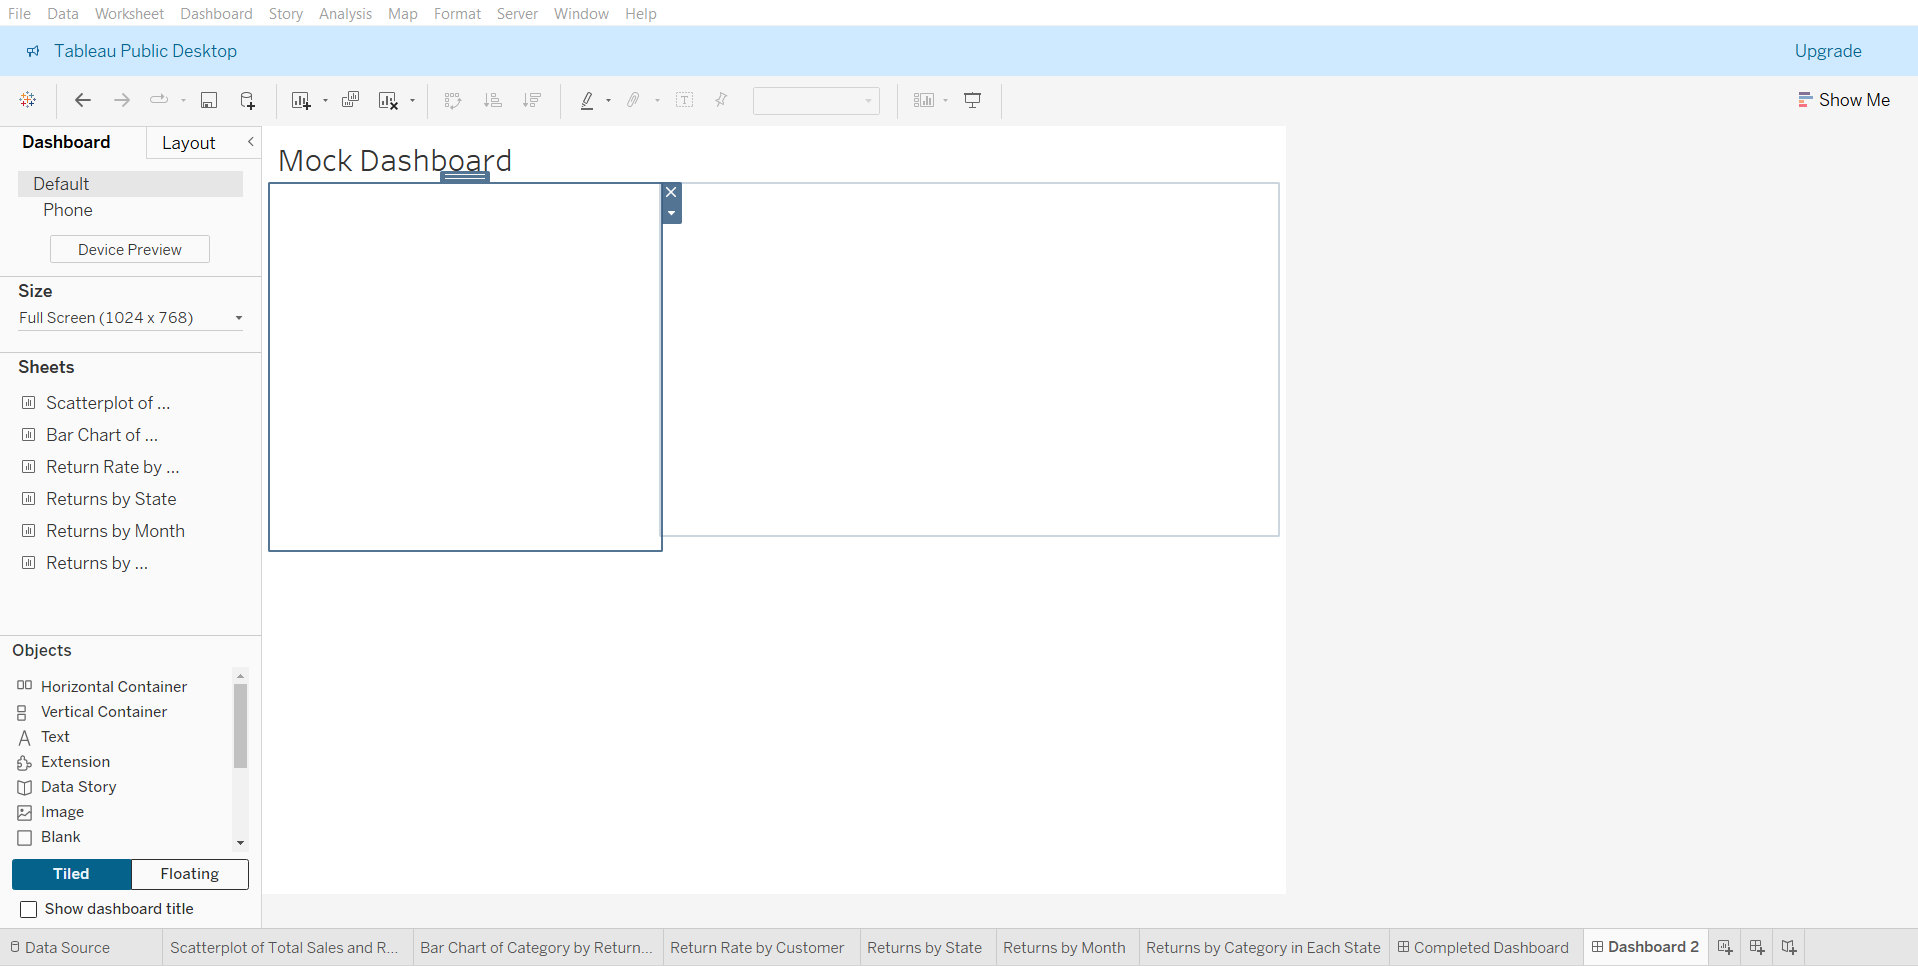 File Data Worksheet Dashboard Story Analysis Map Format Server Window Help
Tableau Public Desktop
Upgrade
Show Me
Dashboard
Layout
Default
Phone
Device Preview
Size
Full Screen (1024 x 768)
Sheets
Scatterplot of ...
Bar Chart of ...
Return Rate by ...
Returns by State
Returns by Month
Returns by ...
Objects
Horizontal Container
Vertical Container
Text
Extension
Data Story
Image
Blank
Tiled
Floating
Show dashboard title
Mock Dashboard
Data Source
Scatterplot of Total Sales and R...
Bar Chart of Category by Return...
Return Rate by Customer
Returns by State
Returns by Month
Returns by Category in Each State
Completed Dashboard
Dashboard 2